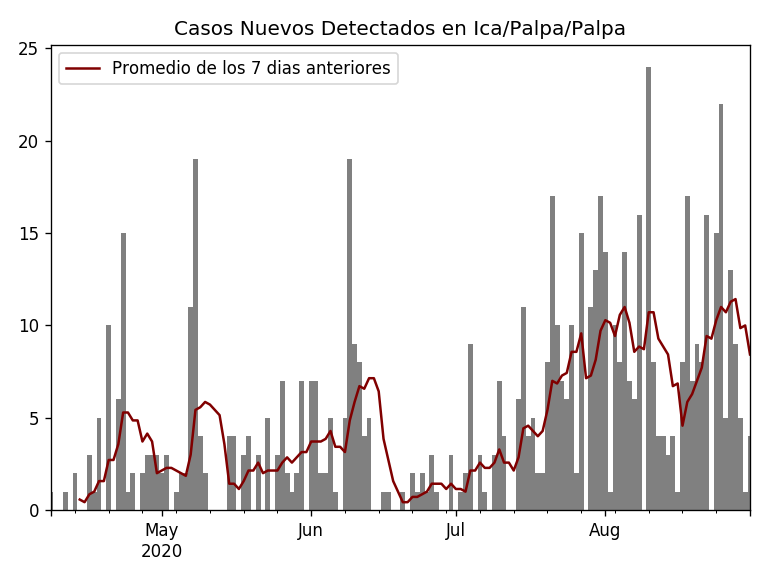 Casos Nuevos Detectados en Ica/Palpa/Palpa
Promedio de los 7 dias anteriores
25
20
15
10
5
0
May
2020
Jun
Jul
Aug